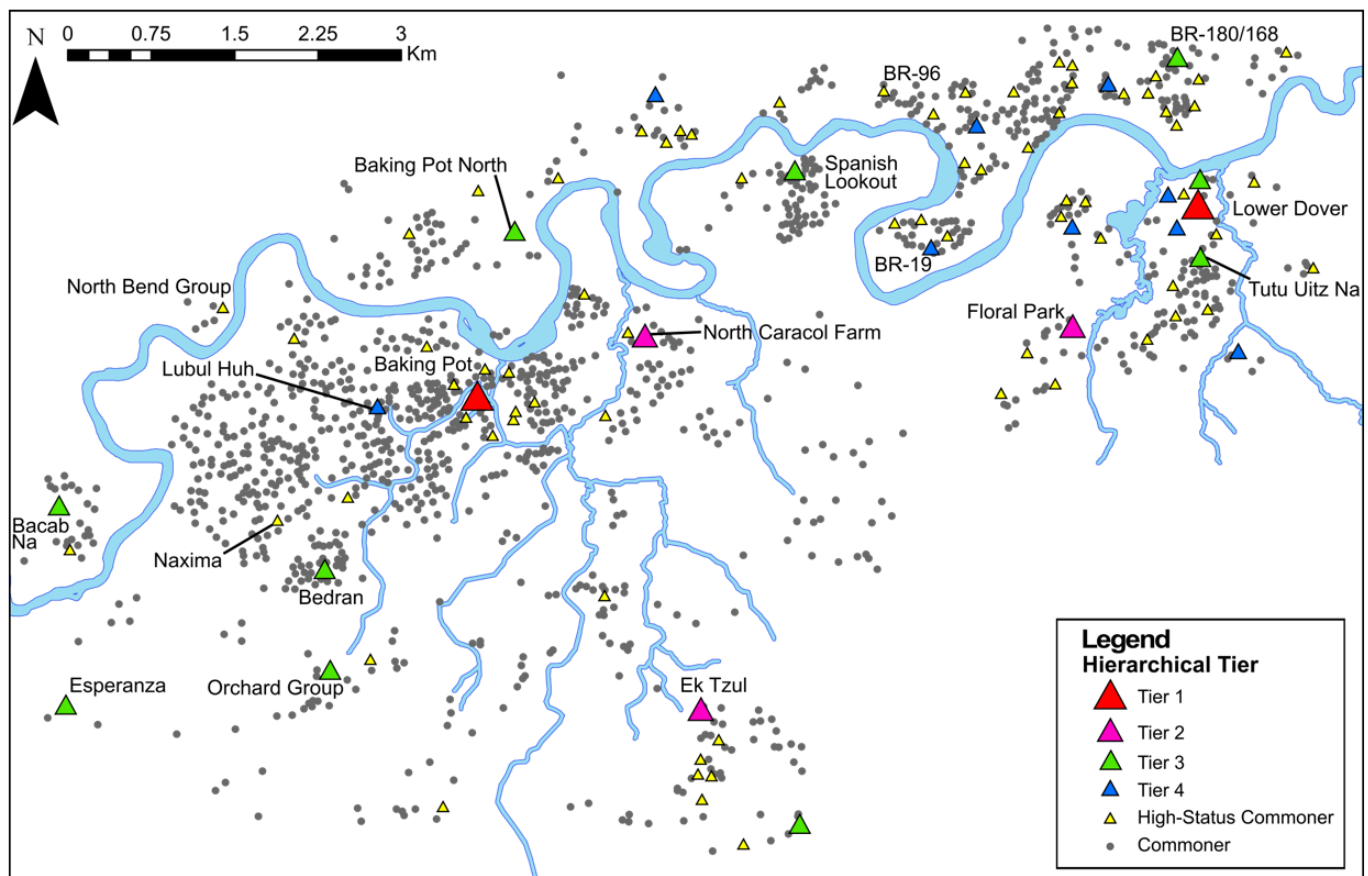 N
0 0.75 1.5 2.25 3
Km
BR-180/168
BR-96
Baking Pot North
Spanish
Lookout
Lower Dover
BR-19
Tutu Uitz Na
North Bend Group
Floral Park
North Caracol Farm
Lubul Huh
Baking Pot
Bacab
Na
Naxima
Bedran
Esperanza
Orchard Group
Ek Tzul
Legend
Hierarchical Tier
Tier 1
Tier 2
Tier 3
Tier 4
High-Status Commoner
Commoner